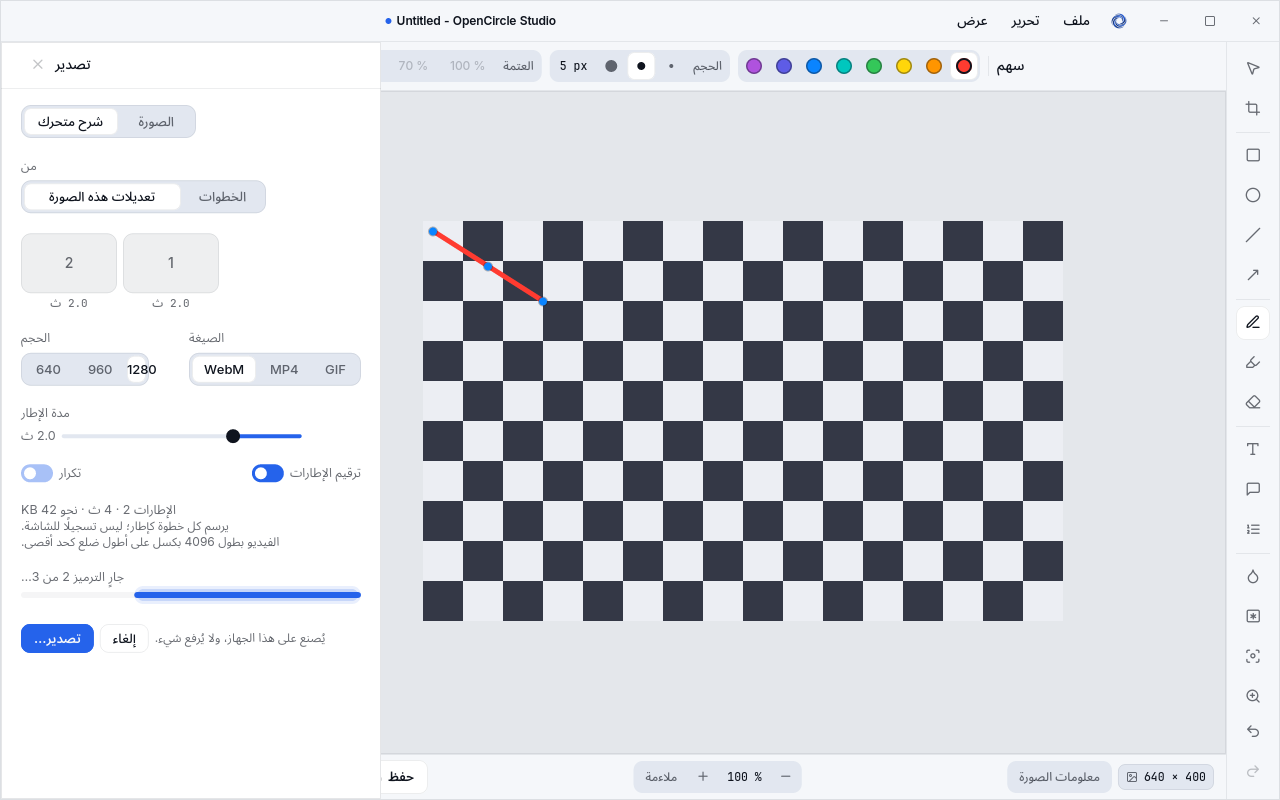 Untitled - OpenCircle Studio
ملف
تحرير
عرض
سهم
الحجم
5 px
العتمة
100 %
70 %
تصدير
الصورة
شرح متحرك
من
الخطوات
تعديلات هذه الصورة
1
2
2.0 ث
2.0 ث
الصيغة
الحجم
GIF
MP4
WebM
1280
960
640
مدة الإطار
2.0 ث
ترقيم الإطارات
تكرار
الإطارات 2 · 4 ث · نحو 42 KB
يرسم كل خطوة كإطار؛ ليس تسجيلًا للشاشة.
الفيديو بطول 4096 بكسل على أطول ضلع كحد أقصى.
جارٍ الترميز 2 من 3...
يُصنع على هذا الجهاز، ولا يُرفع شيء.
إلغاء
تصدير...
640 × 400
معلومات الصورة
100 %
ملاءمة
حفظ